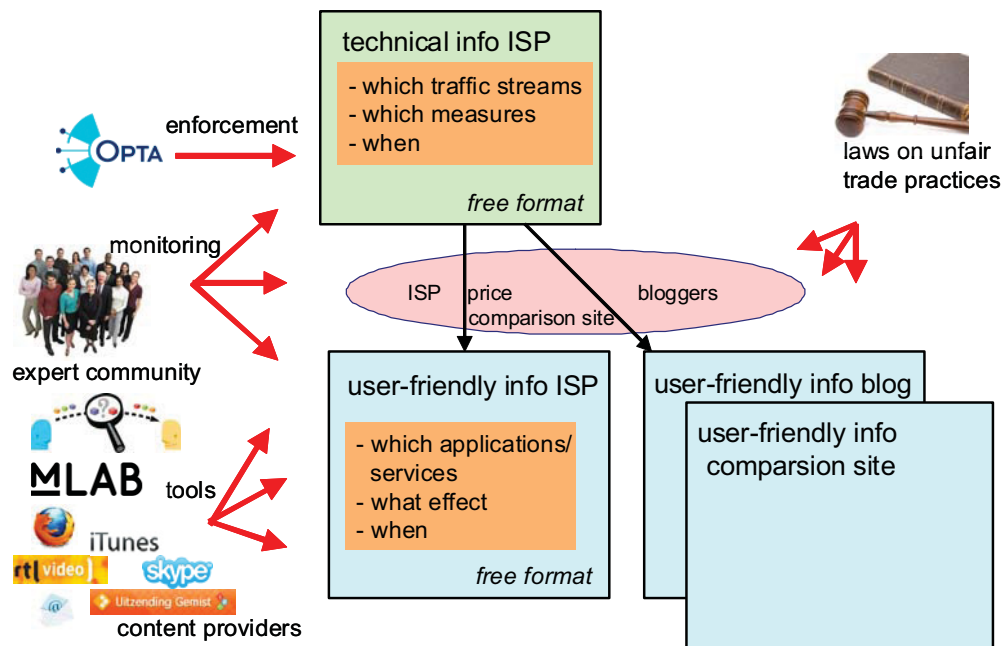 technical info ISP
- which traffic streams
- which measures
- when
free format
enforcement
OPTA
laws on unfair
trade practices
monitoring
expert community
ISP price bloggers
comparison site
user-friendly info ISP
- which applications/
services
- what effect
- when
free format
user-friendly info blog
user-friendly info
comparsion site
?
MLAB
tools
iTunes
rtl video
skype
@
Uitzending Gemist
content providers